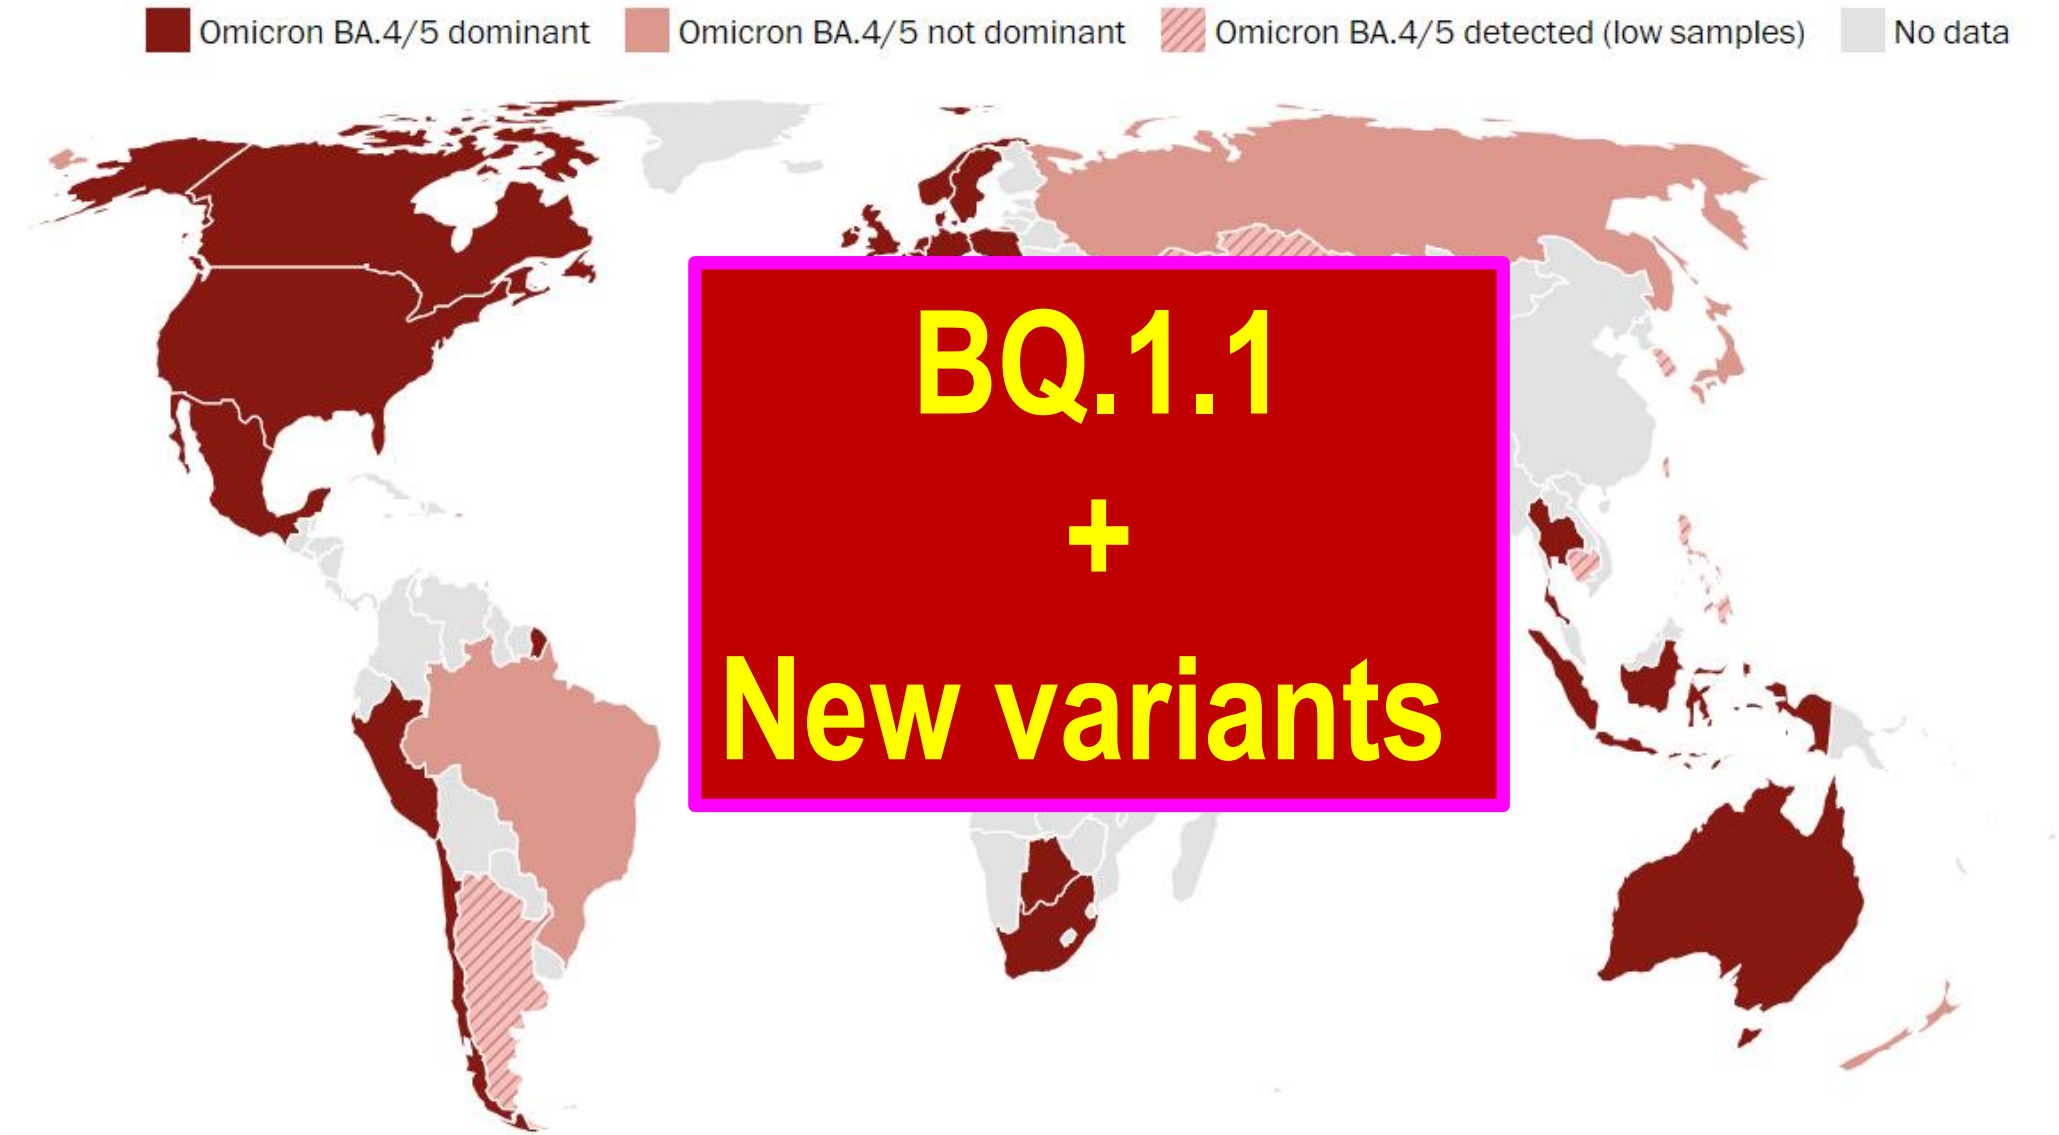 Omicron BA.4/5 dominant Omicron BA.4/5 not dominant Omicron BA.4/5 detected (low samples) No data
BQ.1.1
+
New variants